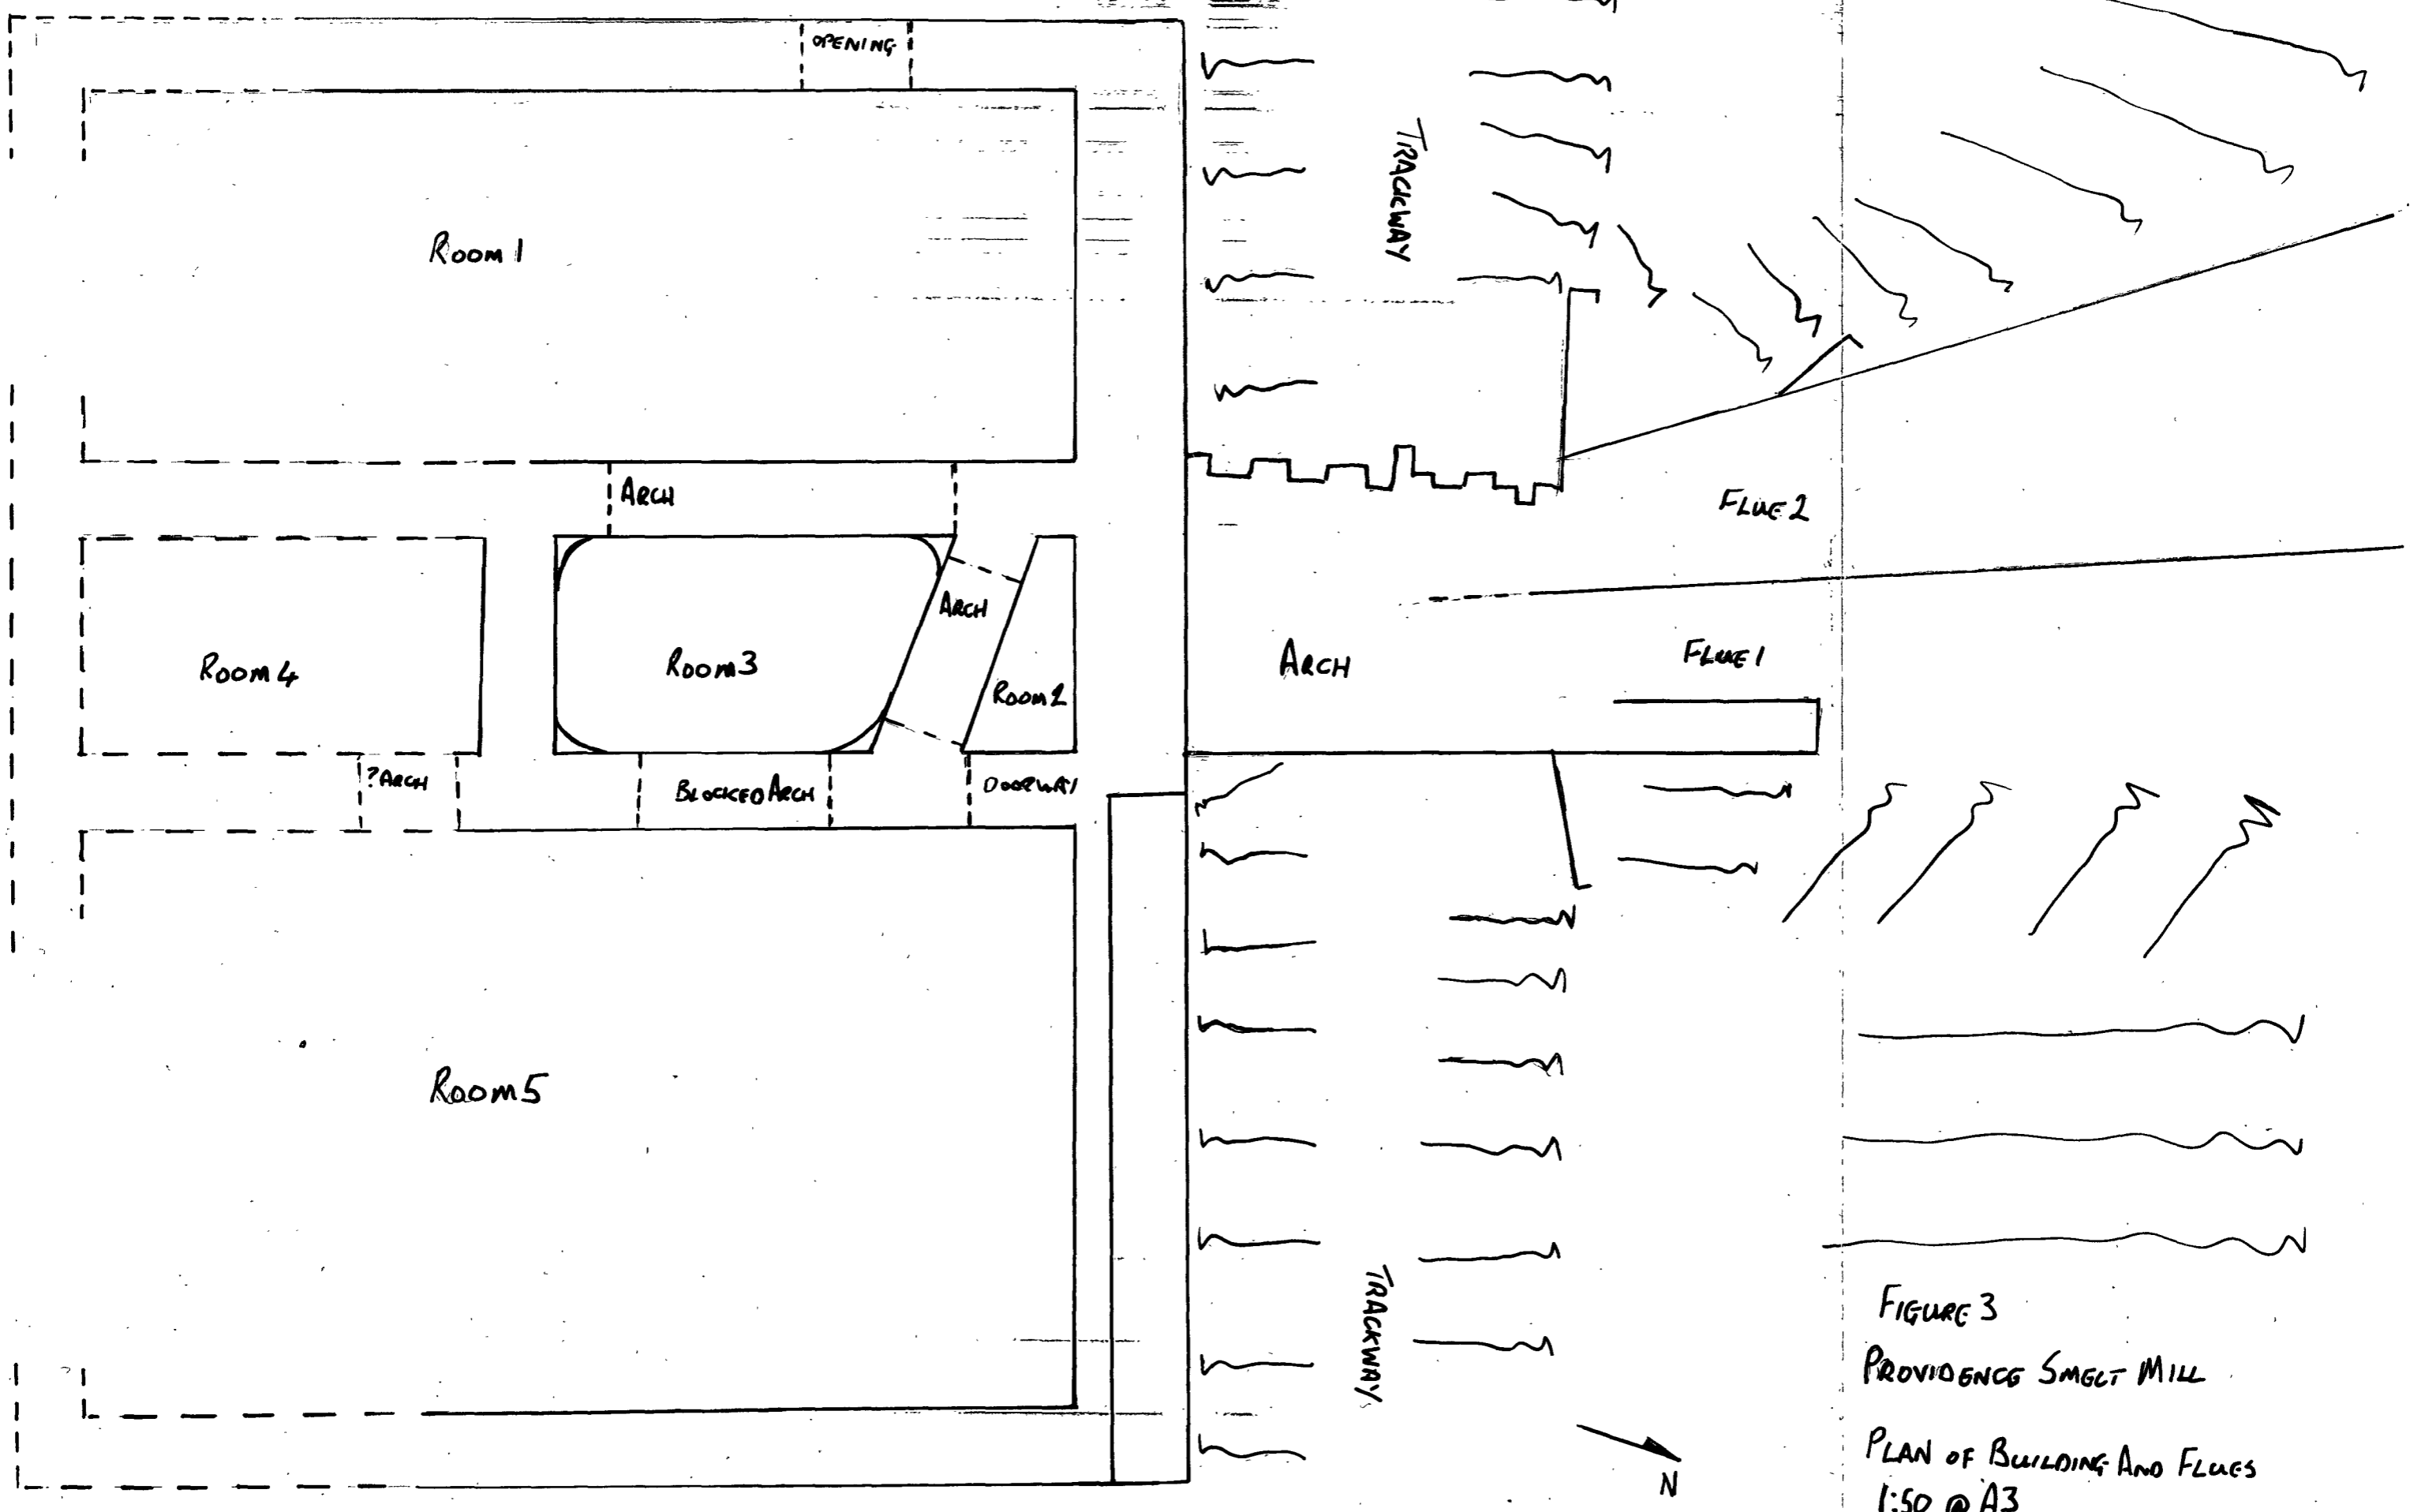 OPENING
TRACKWAY
ROOM 1
ARCH
FLUE 2
ARCH
ROOM 4
ROOM 3
ROOM 2
ARCH
FLUE 1
? ARCH
BLOCKED ARCH
DOORWAY
ROOM 5
TRACKWAY
N
FIGURE 3
PROVIDENCE SMELT MILL
PLAN OF BUILDING AND FLUES
1:50 @ A3